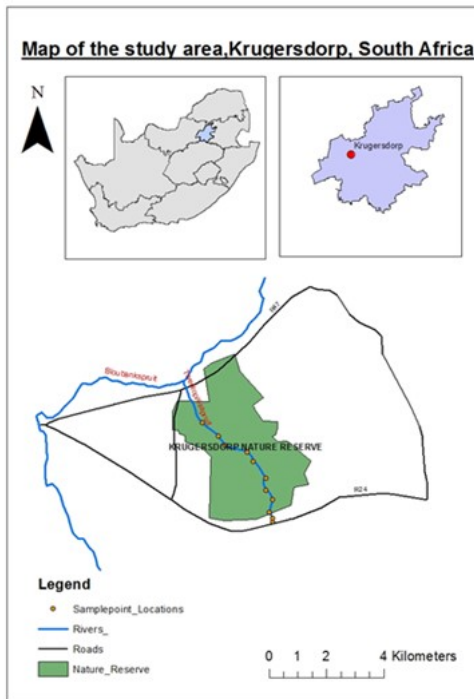 Map of the study area,Krugersdorp, South Africa
N
Krugersdorp
N47
Bloubankspruit
KRUGERSDORP NATURE RESERVE
R24
Legend
Samplepoint_Locations
Rivers_
Roads
Nature_Reserve
0 1 2 4 Kilometers